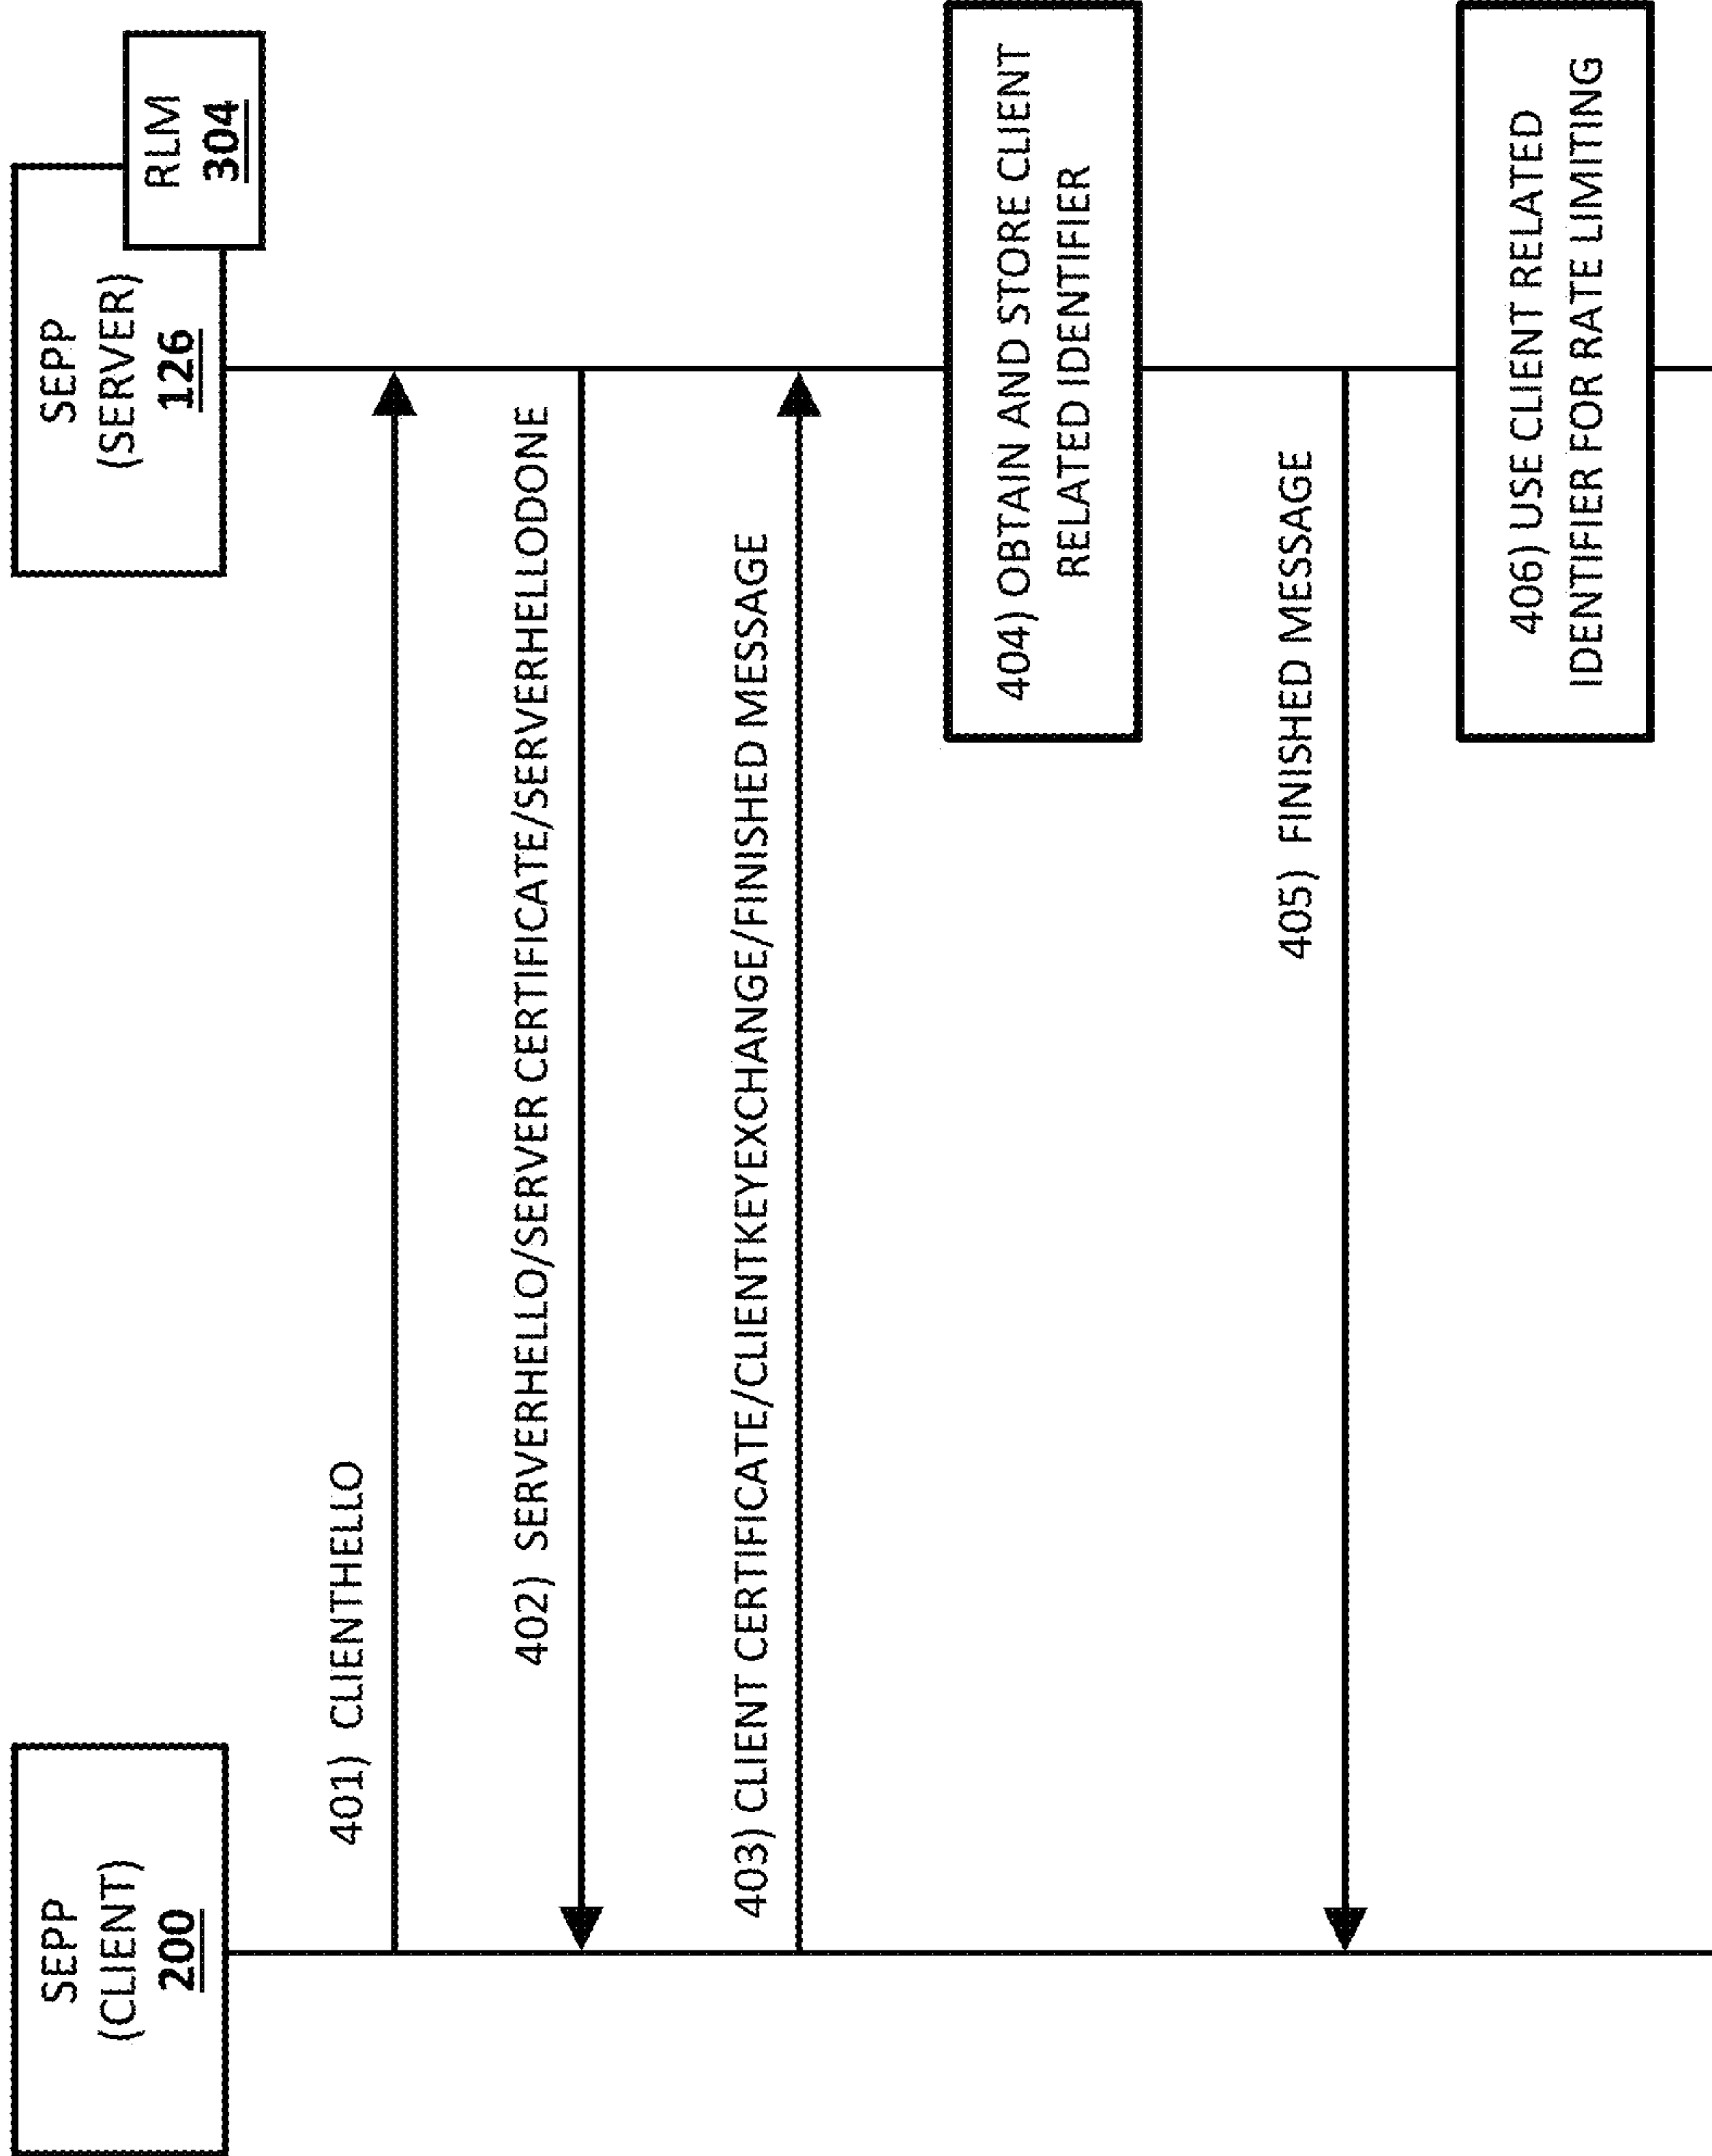 SEPP
(CLIENT)
200
SEPP
(SERVER)
126
RLM
304
401) CLIENTHELLO
402) SERVERHELLO/SERVER CERTIFICATE/SERVERHELLODONE
403) CLIENT CERTIFICATE/CLIENTKEYEXCHANGE/FINISHED MESSAGE
404) OBTAIN AND STORE CLIENT
RELATED IDENTIFIER
405) FINISHED MESSAGE
406) USE CLIENT RELATED
IDENTIFIER FOR RATE LIMITING